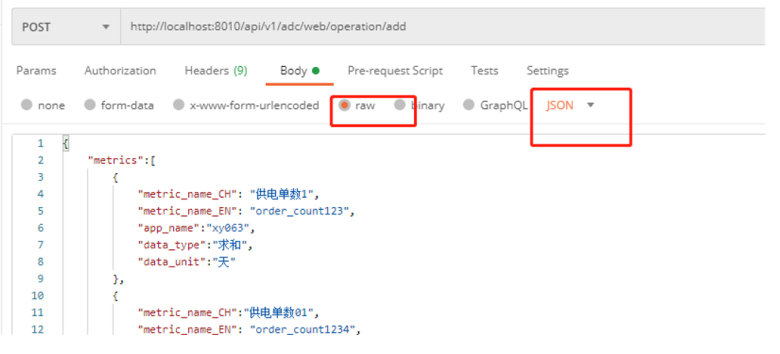 POST http://localhost:8010/api/v1/adc/web/operation/add
Params Authorization Headers (9) Body Pre-request Script Tests Settings
none form-data x-www-form-urlencoded raw binary GraphQL JSON
1 {
2 "metrics":[
3 {
4 "metric_name_CH": "供电单数1",
5 "metric_name_EN": "order_count123",
6 "app_name":"xy063",
7 "data_type":"求和",
8 "data_unit":"天"
9 },
10 {
11 "metric_name_CH":"供电单数01",
12 "metric_name_EN": "order_count1234",